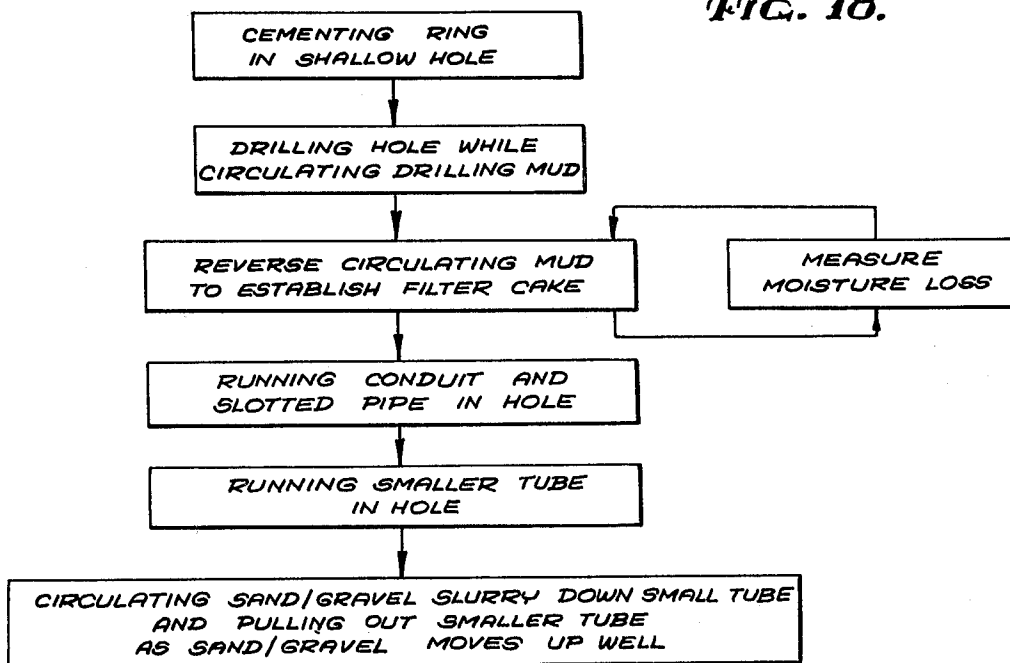 FIG. 10.
CEMENTING RING
IN SHALLOW HOLE
DRILLING HOLE WHILE
CIRCULATING DRILLING MUD
REVERSE CIRCULATING MUD
TO ESTABLISH FILTER CAKE
MEASURE
MOISTURE LOSS
RUNNING CONDUIT AND
SLOTTED PIPE IN HOLE
RUNNING SMALLER TUBE
IN HOLE
CIRCULATING SAND/GRAVEL SLURRY DOWN SMALL TUBE
AND PULLING OUT SMALLER TUBE
AS SAND/GRAVEL MOVES UP WELL